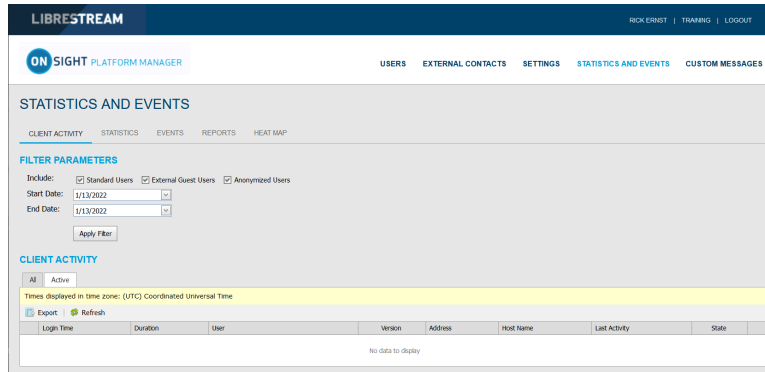 LIBRESTREAM
RICK ERNST | TRAINING | LOGOUT
ON SIGHT PLATFORM MANAGER
USERS EXTERNAL CONTACTS SETTINGS STATISTICS AND EVENTS CUSTOM MESSAGES
STATISTICS AND EVENTS
CLIENT ACTIVITY STATISTICS EVENTS REPORTS HEAT MAP
FILTER PARAMETERS
Include: Standard Users External Guest Users Anonymized Users
Start Date: 1/13/2022
End Date: 1/13/2022
Apply Filter
CLIENT ACTIVITY
All Active
Times displayed in time zone: (UTC) Coordinated Universal Time
Export | Refresh
Login Time Duration User Version Address Host Name Last Activity State
No data to display